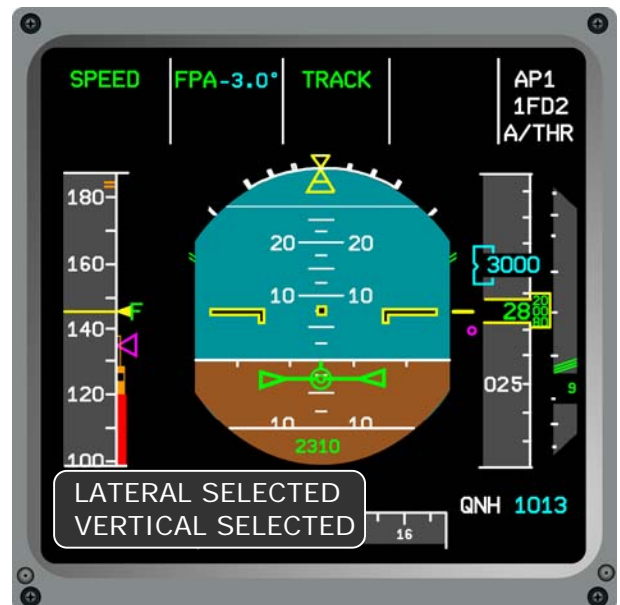 SPEED FPA-3.0° TRACK AP1
1FD2
A/THR
180
160
140
120
100
F
20 20
10 10
10 10
2310
3000
28 20
00
80
025
9
QNH 1013
LATERAL SELECTED
VERTICAL SELECTED
16